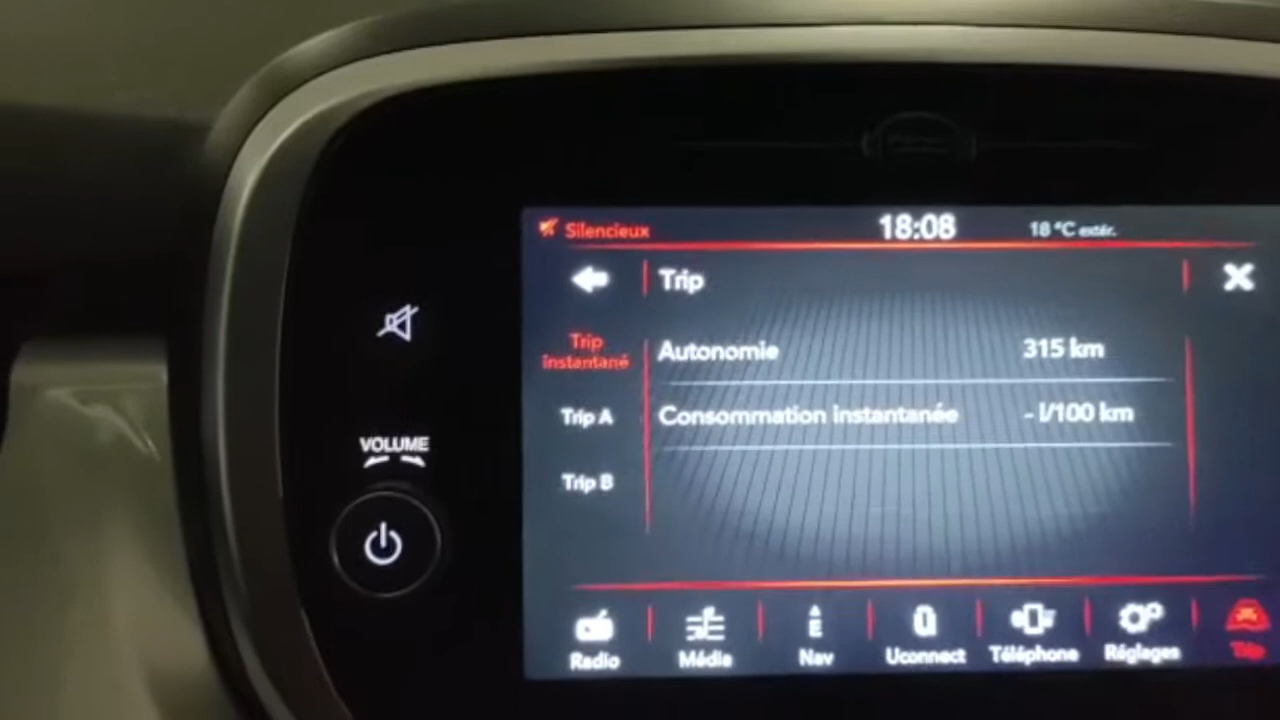 Silencieux 18:08 18 °C extér.
Trip
Trip instantané
Autonomie 315 km
Consommation instantanée - l/100 km
Trip A
Trip B
VOLUME
Radio Média E Nav Uconnect Téléphone Réglages Trip